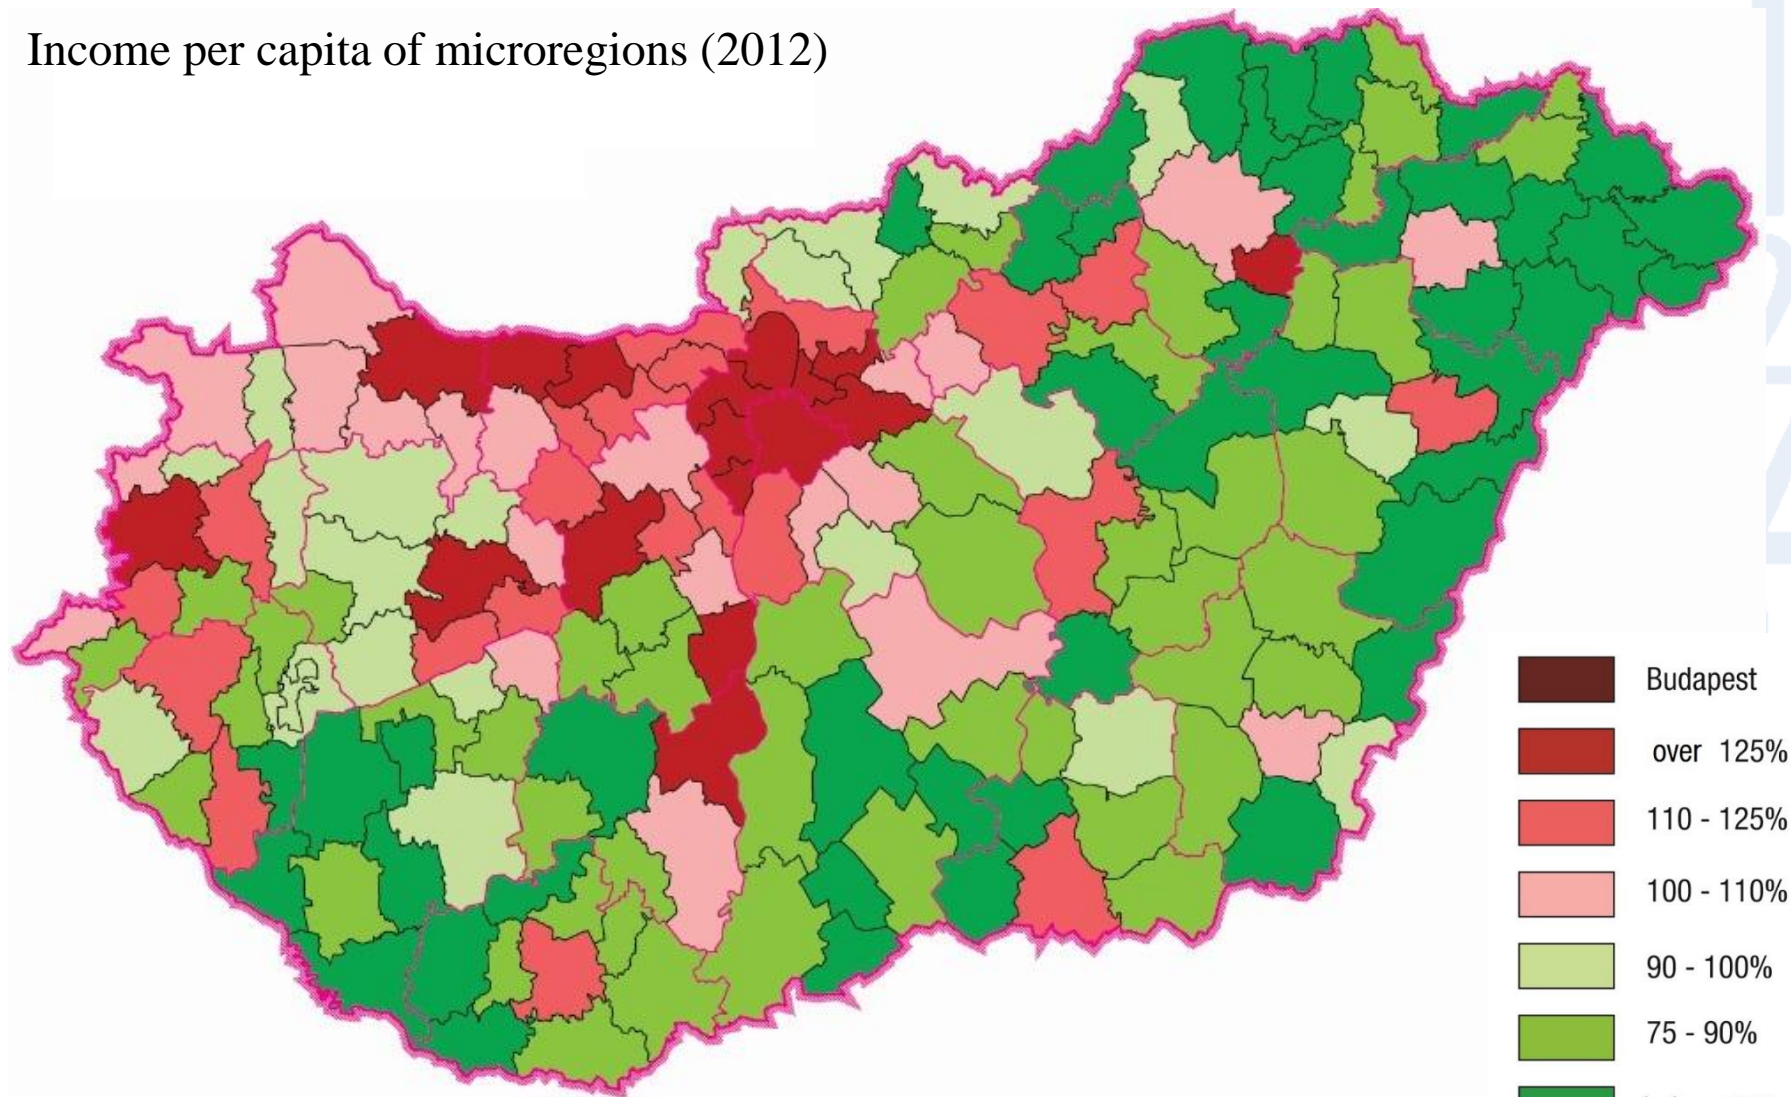 Income per capita of microregions (2012)
Budapest
over 125%
110 - 125%
100 - 110%
90 - 100%
75 - 90%